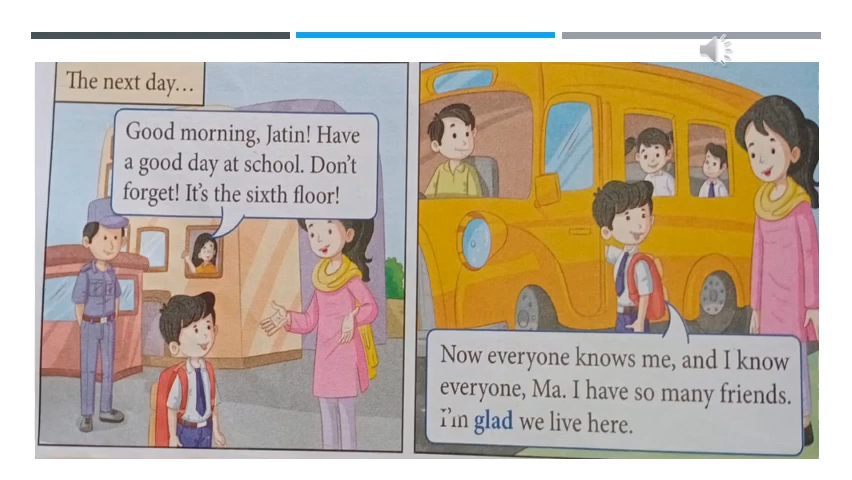 The next day...
Good morning, Jatin! Have
a good day at school. Don't
forget! It's the sixth floor!
Now everyone knows me, and I know
everyone, Ma. I have so many friends.
I'm glad we live here.